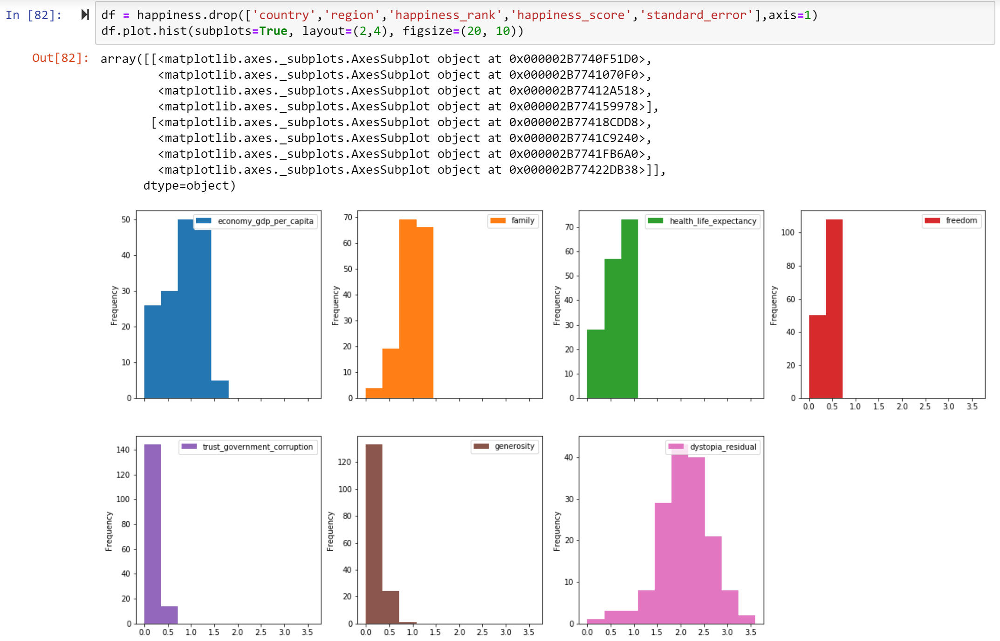 In [82]:
df = happiness.drop(['country','region','happiness_rank','happiness_score','standard_error'],axis=1)
df.plot.hist(subplots=True, layout=(2,4), figsize=(20, 10))
Out[82]:
array([[<matplotlib.axes._subplots.AxesSubplot object at 0x000002B7740F51D0>,
<matplotlib.axes._subplots.AxesSubplot object at 0x000002B7741070F0>,
<matplotlib.axes._subplots.AxesSubplot object at 0x000002B77412A518>,
<matplotlib.axes._subplots.AxesSubplot object at 0x000002B774159978>],
[<matplotlib.axes._subplots.AxesSubplot object at 0x000002B77418CDD8>,
<matplotlib.axes._subplots.AxesSubplot object at 0x000002B7741C9240>,
<matplotlib.axes._subplots.AxesSubplot object at 0x000002B7741FB6A0>,
<matplotlib.axes._subplots.AxesSubplot object at 0x000002B77422DB38>]],
dtype=object)
economy_gdp_per_capita
Frequency
50
40
30
20
10
0
family
Frequency
70
60
50
40
30
20
10
0
health_life_expectancy
Frequency
70
60
50
40
30
20
10
0
freedom
Frequency
100
80
60
40
20
0
0.0 0.5 1.0 1.5 2.0 2.5 3.0 3.5
trust_government_corruption
Frequency
140
120
100
80
60
40
20
0
0.0 0.5 1.0 1.5 2.0 2.5 3.0 3.5
generosity
Frequency
120
100
80
60
40
20
0
0.0 0.5 1.0 1.5 2.0 2.5 3.0 3.5
dystopia_residual
Frequency
40
30
20
10
0
0.0 0.5 1.0 1.5 2.0 2.5 3.0 3.5